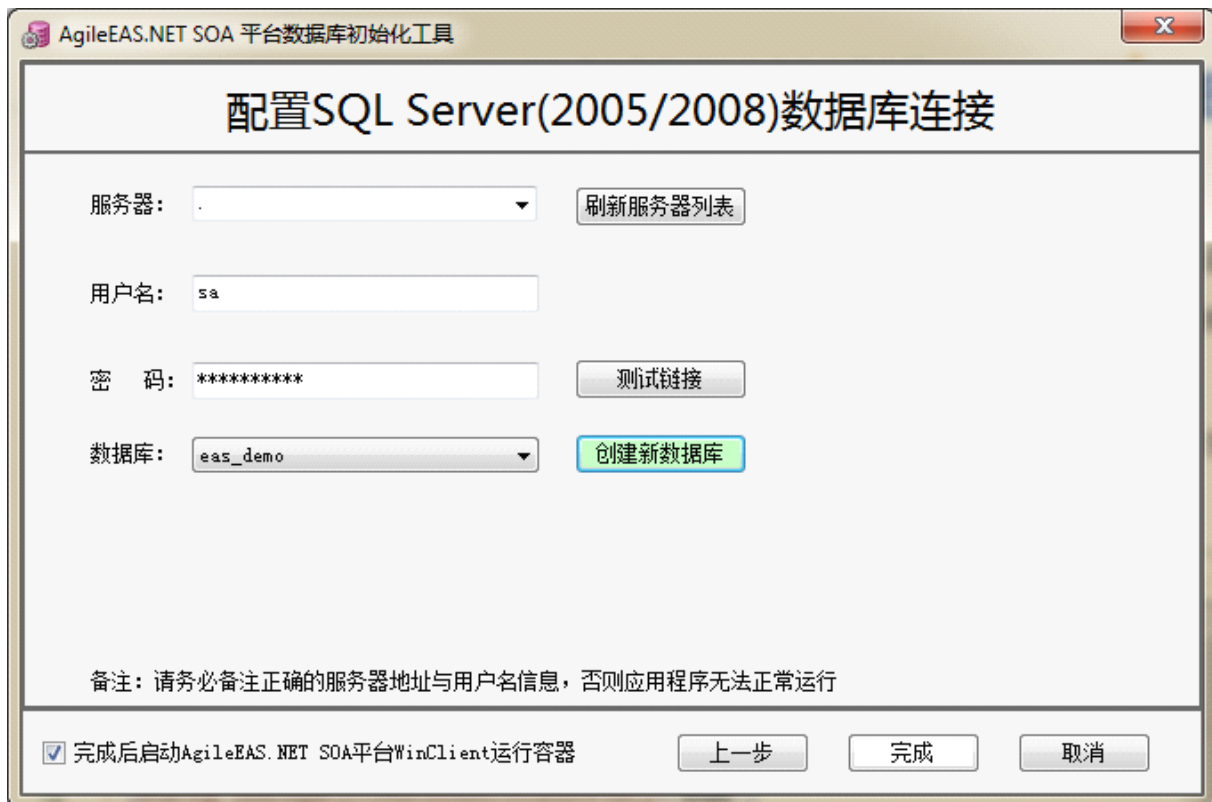 AgileEAS.NET SOA 平台数据库初始化工具
配置SQL Server(2005/2008)数据库连接
服务器: . 刷新服务器列表
用户名: sa
密 码: ********** 测试链接
数据库: eas_demo 创建新数据库
备注：请务必备注正确的服务器地址与用户名信息，否则应用程序无法正常运行
完成后启动AgileEAS.NET SOA平台WinClient运行容器 上一步 完成 取消